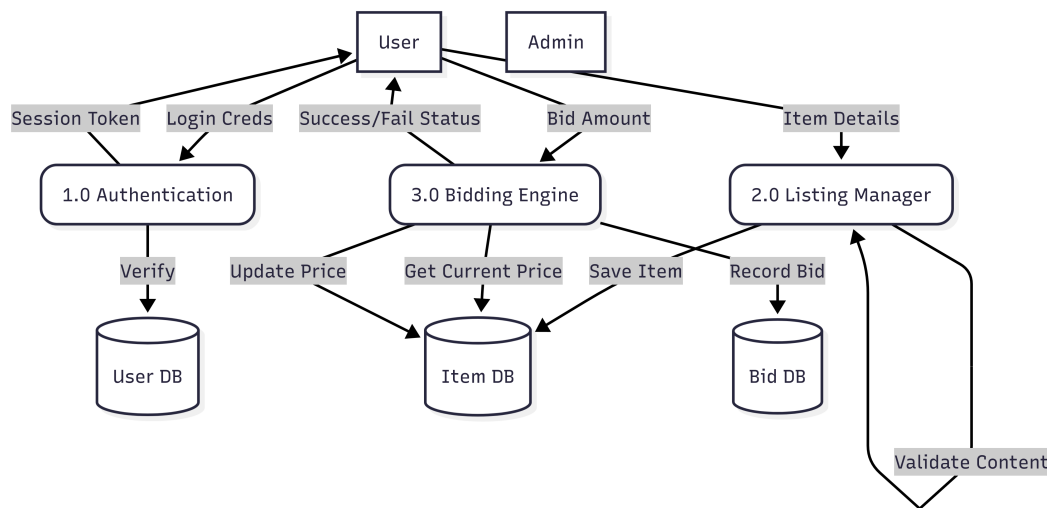 User
Admin
Session Token
Login Creds
Success/Fail Status
Bid Amount
Item Details
1.0 Authentication
3.0 Bidding Engine
2.0 Listing Manager
Verify
Update Price
Get Current Price
Save Item
Record Bid
User DB
Item DB
Bid DB
Validate Content